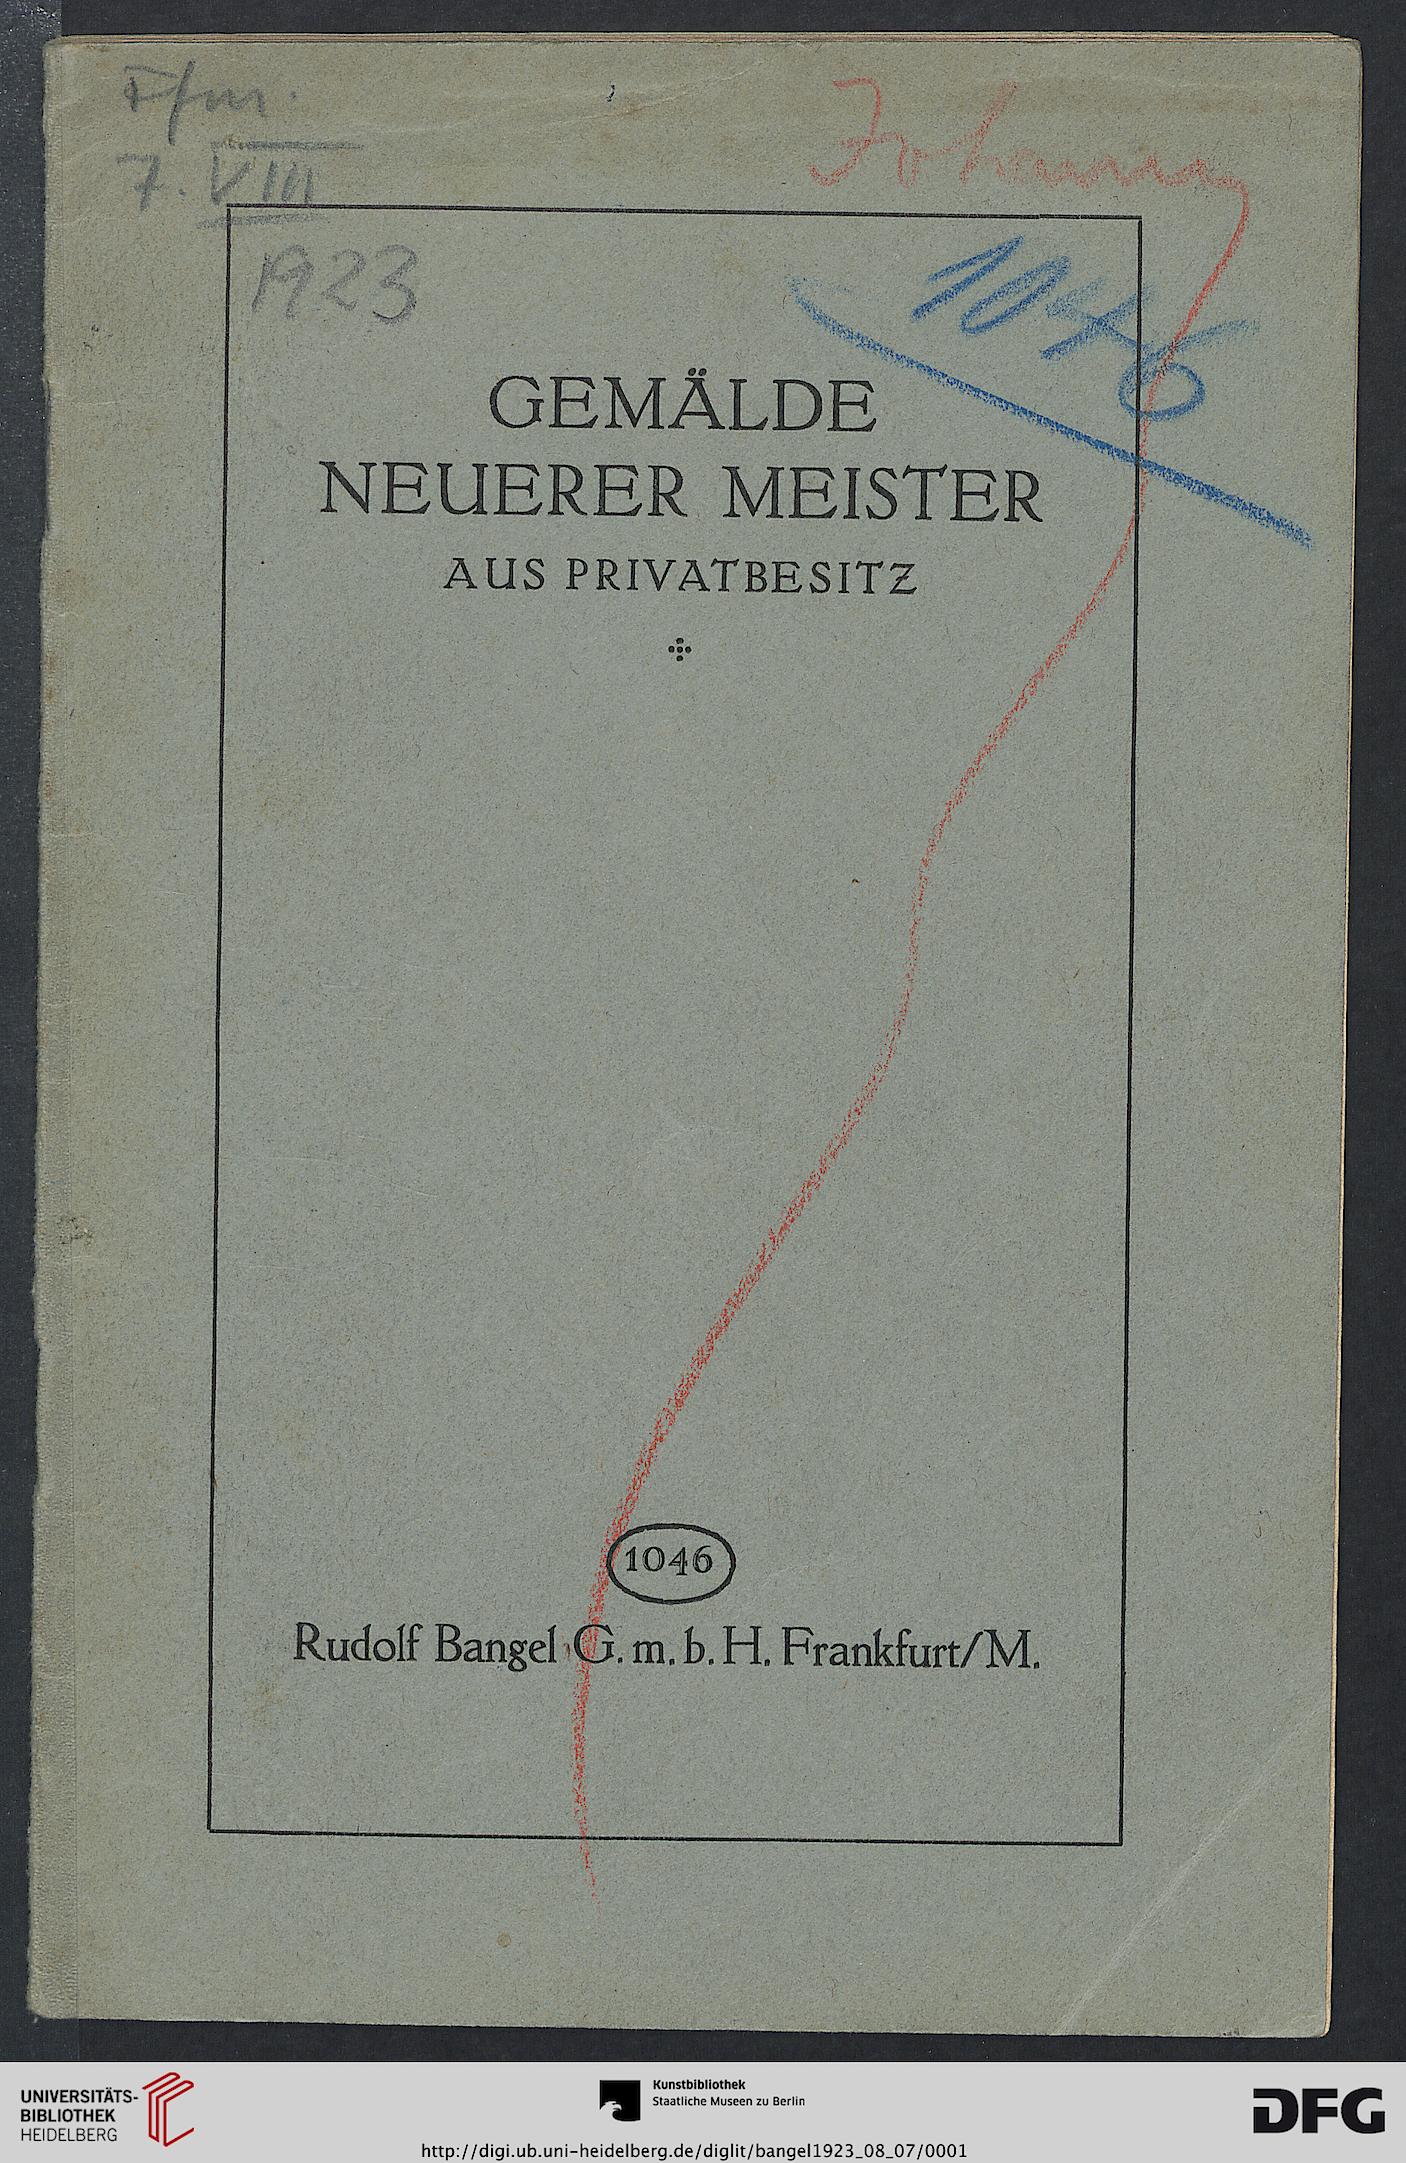 Ffm.
7. VIII
1923
Johanna
1046
GEMÄLDE
NEUERER MEISTER
AUS PRIVATBESITZ
1046
Rudolf Bangel G. m. b. H. Frankfurt/M.
UNIVERSITÄTS-
BIBLIOTHEK
HEIDELBERG
Kunstbibliothek
Staatliche Museen zu Berlin
DFG
http://digi.ub.uni-heidelberg.de/diglit/bangel1923_08_07/0001